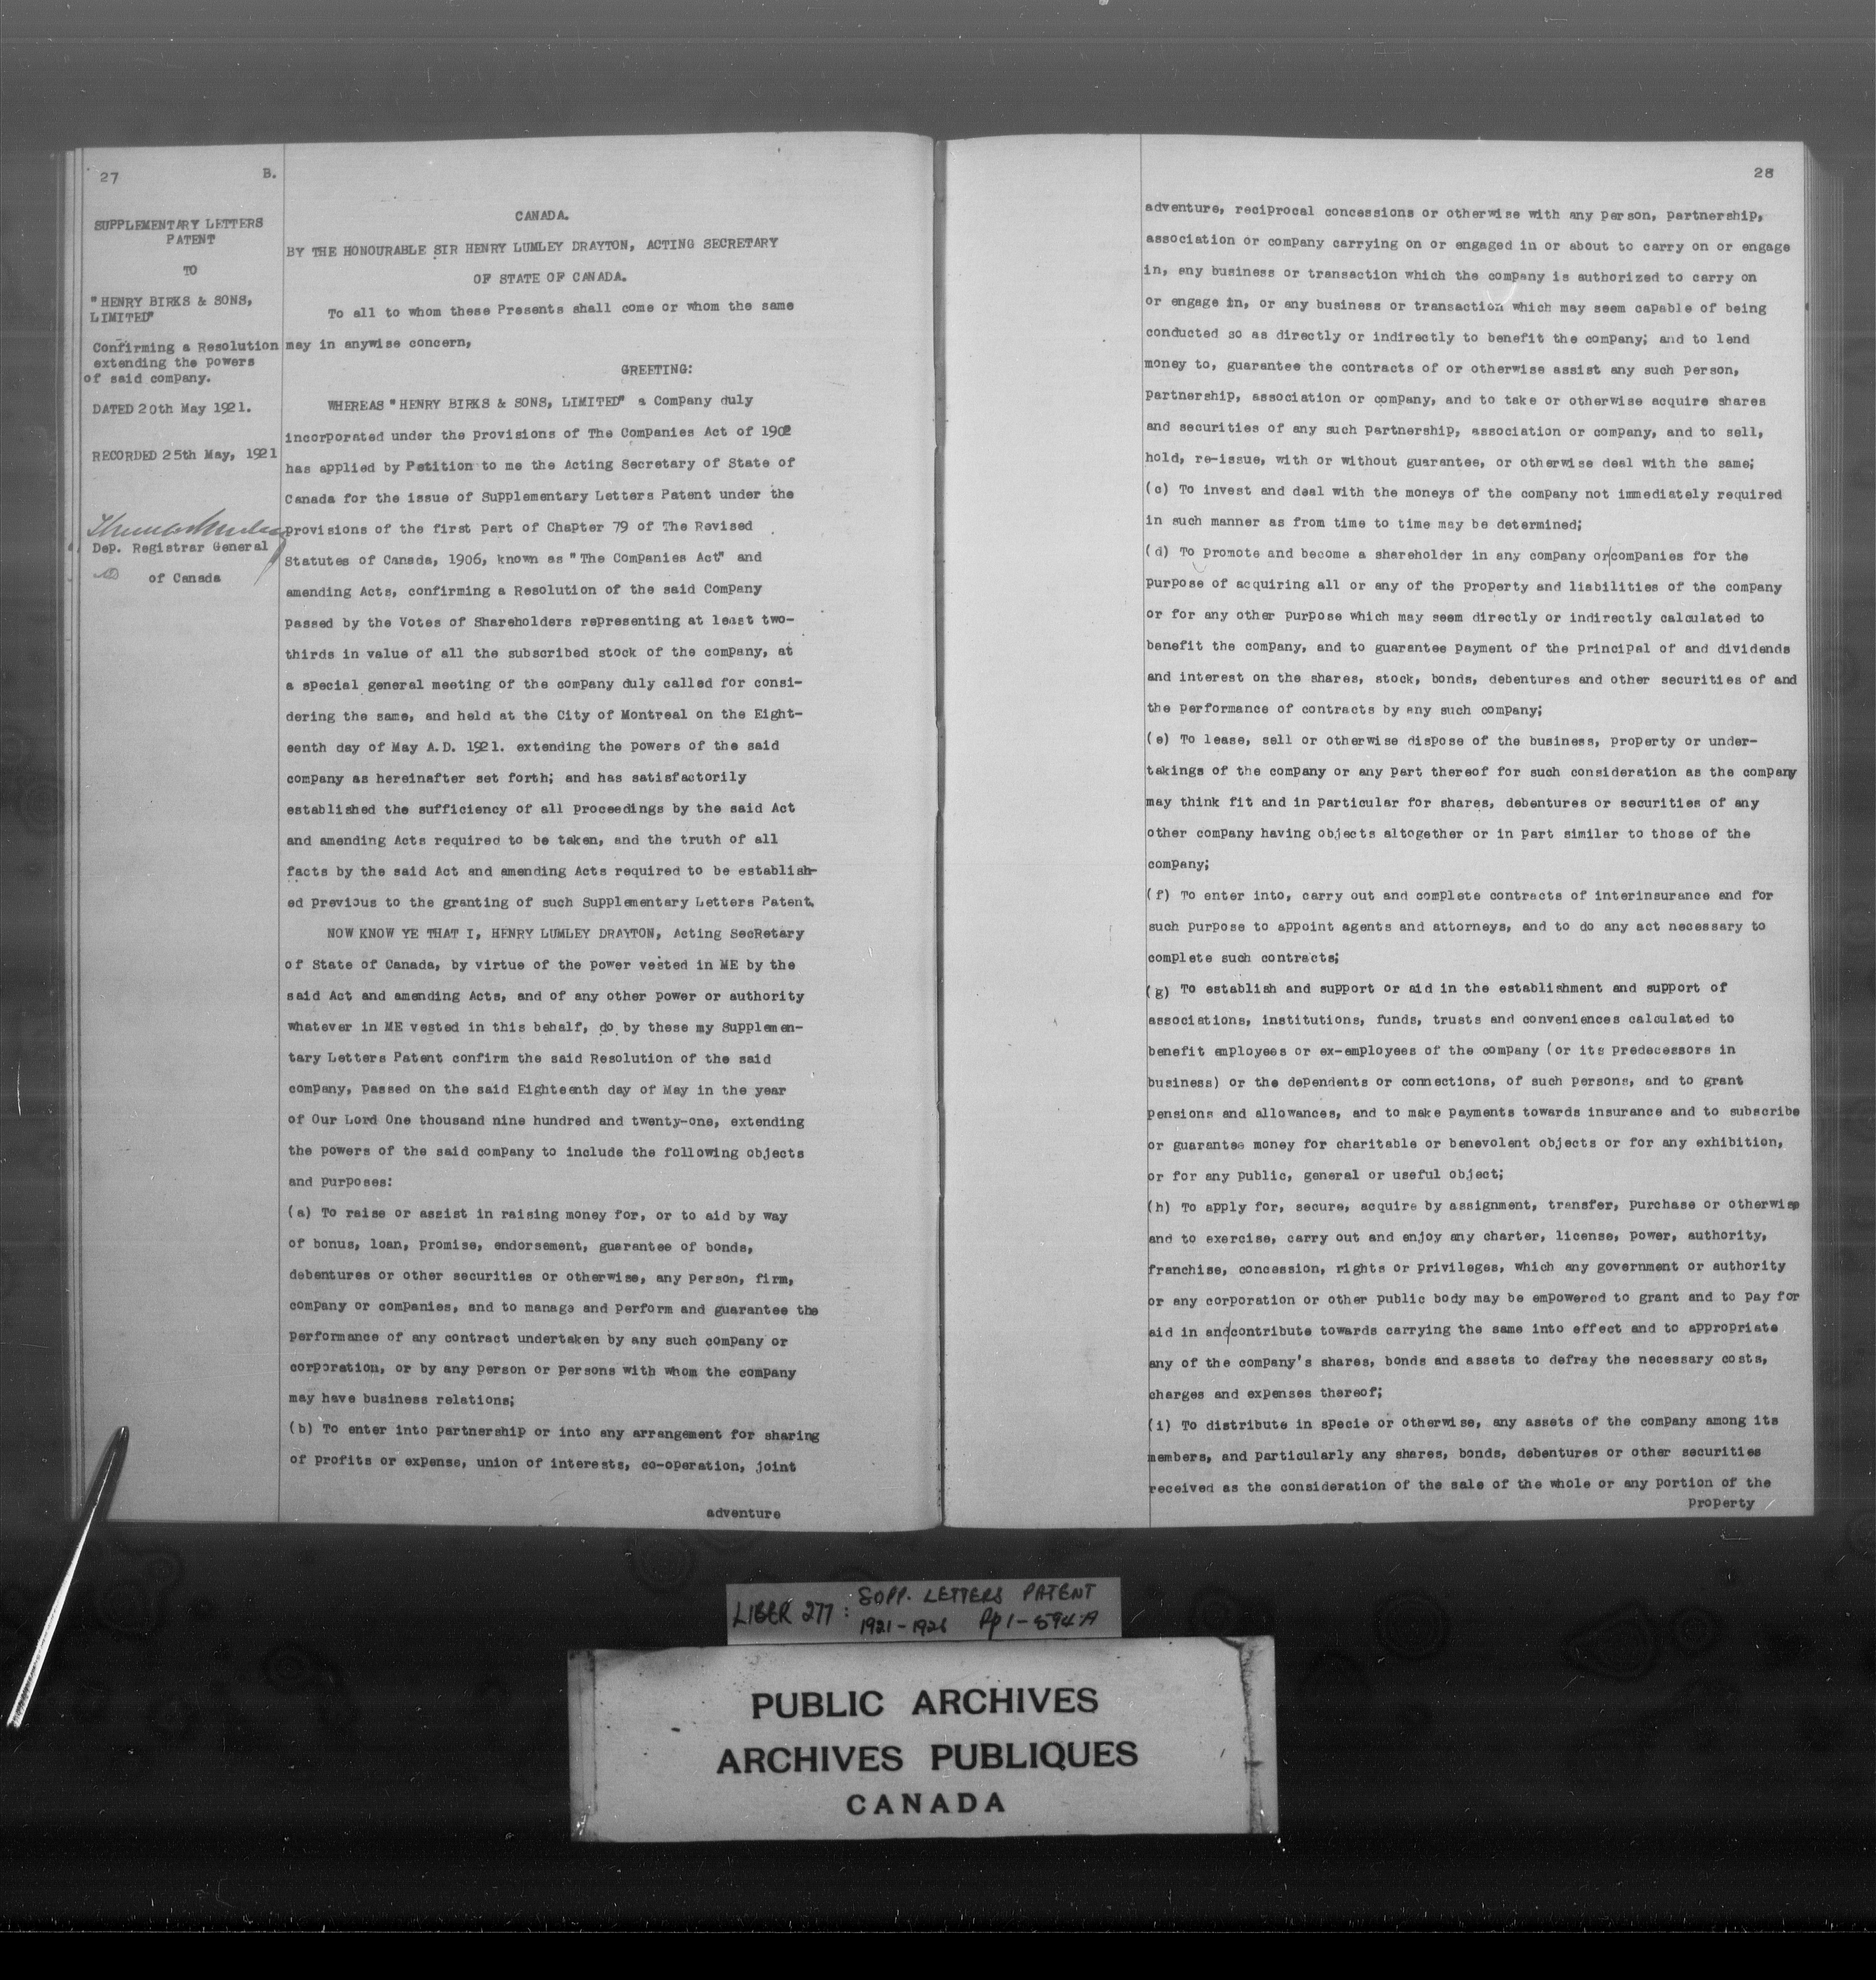 27
B.
SUPPLEMENTARY LETTERS
PATENT
TO
"HENRY BIRKS & SONS,
LIMITED"
Confirming a Resolution
extending the powers
of said company.
DATED 20th May 1921.
RECORDED 25th May, 1921
Dep. Registrar General
of Canada
CANADA.
BY THE HONOURABLE SIR HENRY LUMLEY DRAYTON, ACTING SECRETARY
OF STATE OF CANADA.
To all to whom these Presents shall come or whom the same
may in anywise concern,
GREETING:
WHEREAS "HENRY BIRKS & SONS, LIMITED" a Company duly
incorporated under the provisions of The Companies Act of 1902
has applied by Petition to me the Acting Secretary of State of
Canada for the issue of Supplementary Letters Patent under the
provisions of the first part of Chapter 79 of The Revised
Statutes of Canada, 1906, known as "The Companies Act" and
amending Acts, confirming a Resolution of the said Company
passed by the Votes of Shareholders representing at least two-
thirds in value of all the subscribed stock of the company, at
a special general meeting of the company duly called for consi-
dering the same, and held at the City of Montreal on the Eight-
eenth day of May A.D. 1921. extending the powers of the said
company as hereinafter set forth; and has satisfactorily
established the sufficiency of all proceedings by the said Act
and amending Acts required to be taken, and the truth of all
facts by the said Act and amending Acts required to be establish-
ed previous to the granting of such Supplementary Letters Patent.
NOW KNOW YE THAT I, HENRY LUMLEY DRAYTON, Acting SecRetary
of State of Canada, by virtue of the power vested in ME by the
said Act and amending Acts, and of any other power or authority
whatever in ME vested in this behalf, do by these my Supplemen-
tary Letters Patent confirm the said Resolution of the said
company, passed on the said Eighteenth day of May in the year
of Our Lord One thousand nine hundred and twenty-one, extending
the powers of the said company to include the following objects
and purposes:
(a) To raise or assist in raising money for, or to aid by way
of bonus, loan, promise, endorsement, guarantee of bonds,
debentures or other securities or otherwise, any person, firm,
company or companies, and to manage and perform and guarantee the
performance of any contract undertaken by any such company or
corporation, or by any person or persons with whom the company
may have business relations;
(b) To enter into partnership or into any arrangement for sharing
of profits or expense, union of interests, co-operation, joint
adventure
28
adventure, reciprocal concessions or otherwise with any person, partnership,
association or company carrying on or engaged in or about to carry on or engage
in, any business or transaction which the company is authorized to carry on
or engage in, or any business or transaction which may seem capable of being
conducted so as directly or indirectly to benefit the company; and to lend
money to, guarantee the contracts of or otherwise assist any such person,
partnership, association or company, and to take or otherwise acquire shares
and securities of any such partnership, association or company, and to sell,
hold, re-issue, with or without guarantee, or otherwise deal with the same;
(c) To invest and deal with the moneys of the company not immediately required
in such manner as from time to time may be determined;
(d) To promote and become a shareholder in any company or|companies for the
purpose of acquiring all or any of the property and liabilities of the company
or for any other purpose which may seem directly or indirectly calculated to
benefit the company, and to guarantee payment of the principal of and dividends
and interest on the shares, stock, bonds, debentures and other securities of and
the performance of contracts by any such company;
(e) To lease, sell or otherwise dispose of the business, property or under-
takings of the company or any part thereof for such consideration as the company
may think fit and in particular for shares, debentures or securities of any
other company having objects altogether or in part similar to those of the
company;
(f) To enter into, carry out and complete contracts of interinsurance and for
such purpose to appoint agents and attorneys, and to do any act necessary to
complete such contracts;
(g) To establish and support or aid in the establishment and support of
associations, institutions, funds, trusts and conveniences calculated to
benefit employees or ex-employees of the company (or its predecessors in
business) or the dependents or connections, of such persons, and to grant
pensions and allowances, and to make payments towards insurance and to subscribe
or guarantee money for charitable or benevolent objects or for any exhibition,
or for any public, general or useful object;
(h) To apply for, secure, acquire by assignment, transfer, purchase or otherwise
and to exercise, carry out and enjoy any charter, license, power, authority,
franchise, concession, rights or privileges, which any government or authority
or any corporation or other public body may be empowered to grant and to pay for
aid in and|contribute towards carrying the same into effect and to appropriate
any of the company's shares, bonds and assets to defray the necessary costs,
charges and expenses thereof;
(i) To distribute in specie or otherwise, any assets of the company among its
members, and particularly any shares, bonds, debentures or other securities
received as the consideration of the sale of the whole or any portion of the
property
LIBER 277: SUPP. LETTERS PATENT
1921-1926 Pp 1-594-A
PUBLIC ARCHIVES
ARCHIVES PUBLIQUES
CANADA